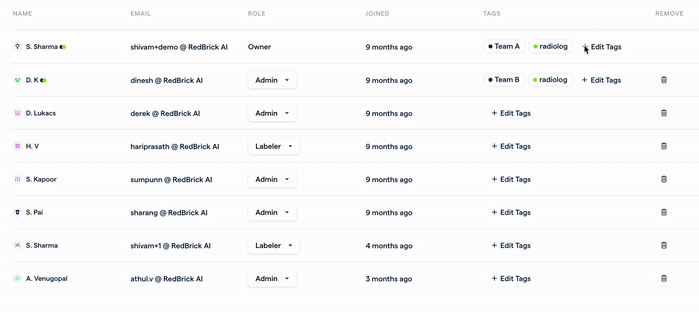 NAME EMAIL ROLE JOINED TAGS REMOVE
S. Sharma shivam+demo @ RedBrick AI Owner 9 months ago Team A radiolog Edit Tags
D. K dinesh @ RedBrick AI Admin 9 months ago Team B radiolog + Edit Tags
D. Lukacs derek @ RedBrick AI Admin 9 months ago + Edit Tags
H. V hariprasath @ RedBrick AI Labeler 9 months ago + Edit Tags
S. Kapoor sumpunn @ RedBrick AI Admin 9 months ago + Edit Tags
S. Pai sharang @ RedBrick AI Admin 9 months ago + Edit Tags
S. Sharma shivam+1 @ RedBrick AI Labeler 4 months ago + Edit Tags
A. Venugopal athul.v @ RedBrick AI Admin 3 months ago + Edit Tags